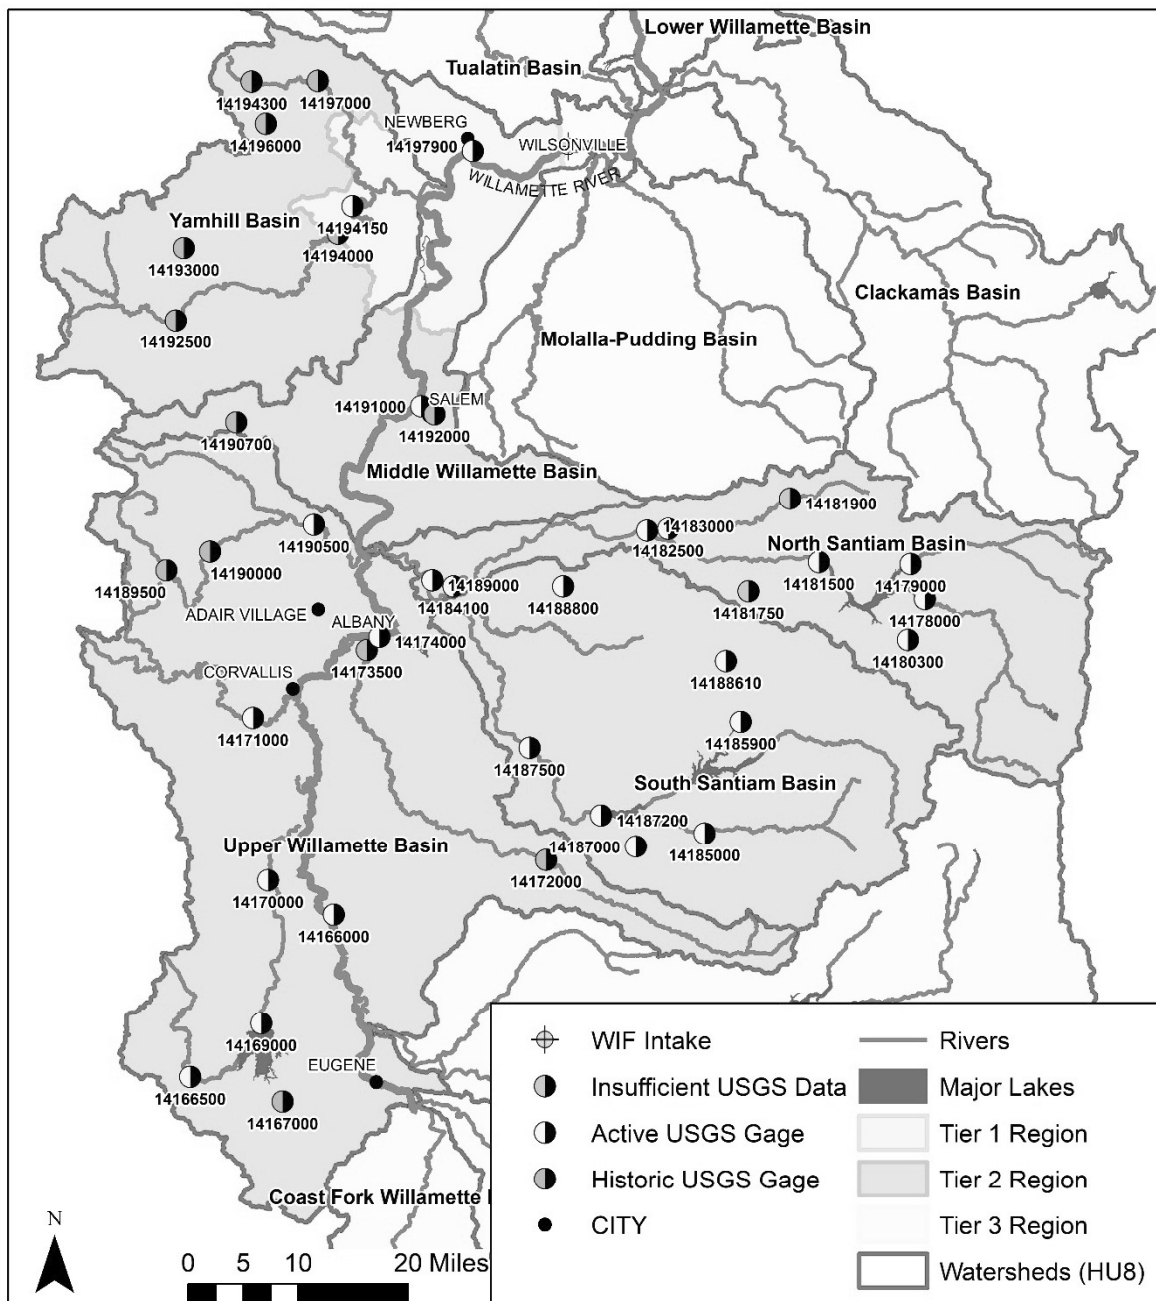 Lower Willamette Basin
Tualatin Basin
14194300
14197000
14196000
NEWBERG
14197900
WILSONVILLE
WILLAMETTE RIVER
Yamhill Basin
14194150
14194000
14193000
14192500
Clackamas Basin
Molalla-Pudding Basin
14191000
SALEM
14192000
14190700
Middle Willamette Basin
14181900
14183000
14182500
14190500
North Santiam Basin
14190000
14189500
14189000
14184100
14188800
14181500
14179000
14181750
14178000
ADAIR VILLAGE
ALBANY
14174000
14173500
14180300
14188610
CORVALLIS
14171000
14185900
14187500
South Santiam Basin
14187200
14187000
14185000
Upper Willamette Basin
14172000
14170000
14166000
14169000
EUGENE
14166500
14167000
Coast Fork Willamette
N
0 5 10 20 Miles
WIF Intake
Insufficient USGS Data
Active USGS Gage
Historic USGS Gage
CITY
Rivers
Major Lakes
Tier 1 Region
Tier 2 Region
Tier 3 Region
Watersheds (HU8)